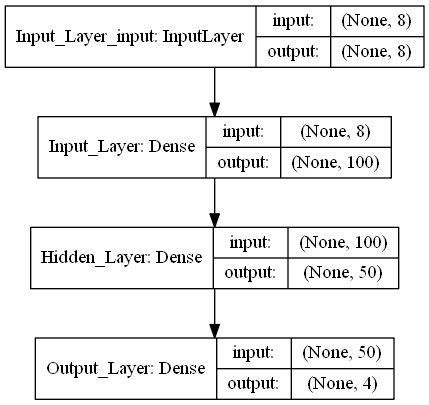 Input_Layer_input: InputLayer
input: (None, 8)
output: (None, 8)
Input_Layer: Dense
input: (None, 8)
output: (None, 100)
Hidden_Layer: Dense
input: (None, 100)
output: (None, 50)
Output_Layer: Dense
input: (None, 50)
output: (None, 4)